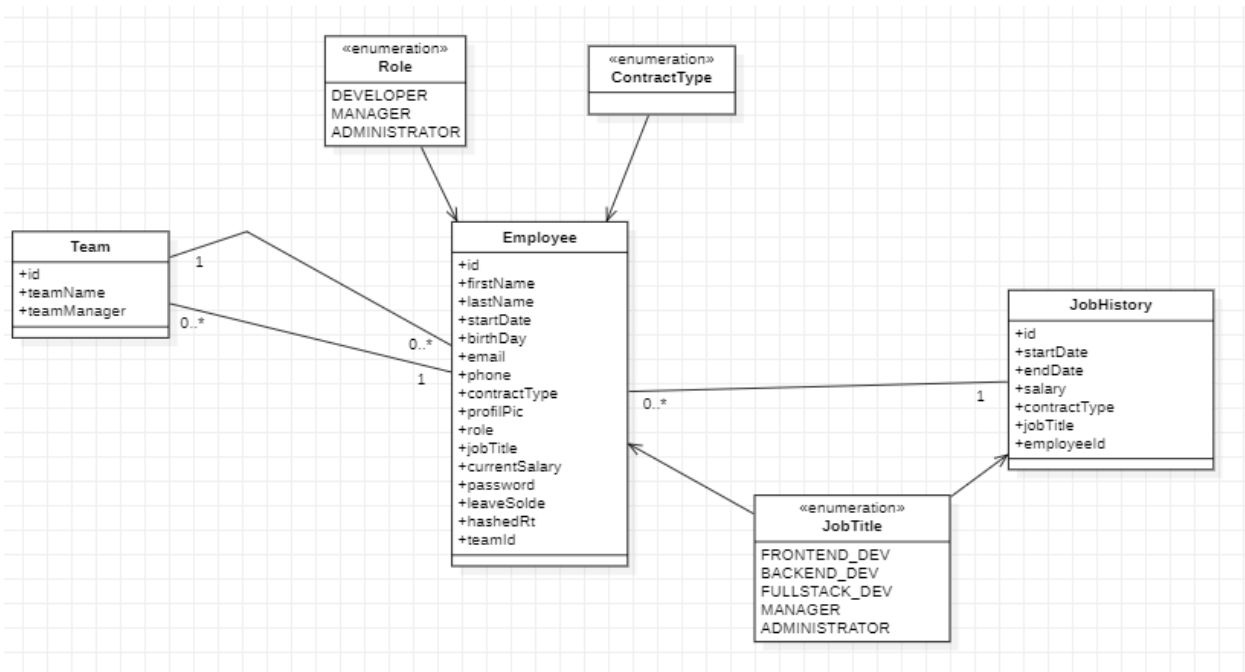 «enumeration»
Role
DEVELOPER
MANAGER
ADMINISTRATOR
«enumeration»
ContractType
Team
+id
+teamName
+teamManager
1
0..*
0..*
1
Employee
+id
+firstName
+lastName
+startDate
+birthDay
+email
+phone
+contractType
+profilPic
+role
+jobTitle
+currentSalary
+password
+leaveSolde
+hashedRt
+teamId
0..*
1
JobHistory
+id
+startDate
+endDate
+salary
+contractType
+jobTitle
+employeeId
«enumeration»
JobTitle
FRONTEND_DEV
BACKEND_DEV
FULLSTACK_DEV
MANAGER
ADMINISTRATOR